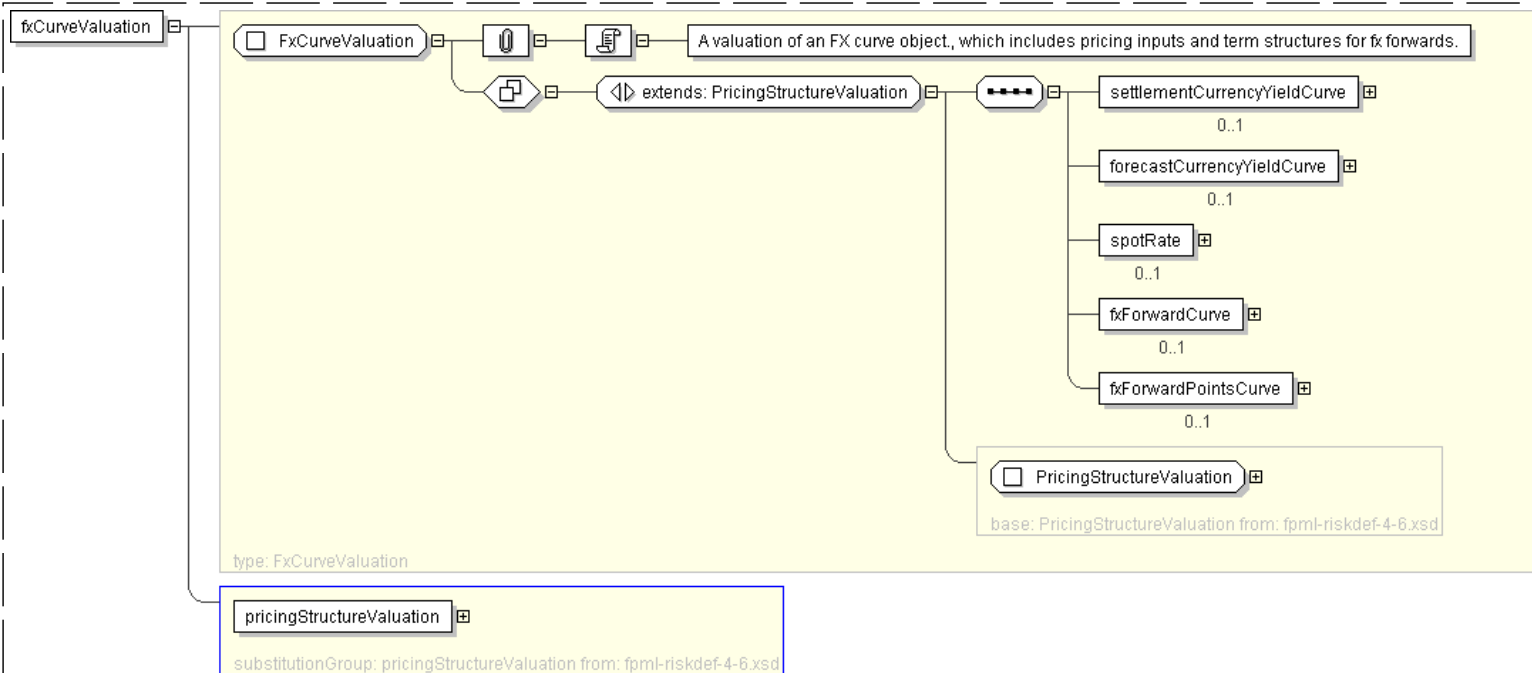 fxCurveValuation
FxCurveValuation
A valuation of an FX curve object., which includes pricing inputs and term structures for fx forwards.
extends: PricingStructureValuation
settlementCurrencyYieldCurve
0..1
forecastCurrencyYieldCurve
0..1
spotRate
0..1
fxForwardCurve
0..1
fxForwardPointsCurve
0..1
PricingStructureValuation
base: PricingStructureValuation from: fpml-riskdef-4-6.xsd
type: FxCurveValuation
pricingStructureValuation
substitutionGroup: pricingStructureValuation from: fpml-riskdef-4-6.xsd